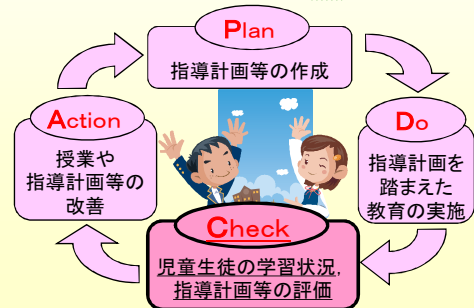 Plan
指導計画等の作成
Do
指導計画を
踏まえた
教育の実施
Check
児童生徒の学習状況,
指導計画等の評価
Action
授業や
指導計画等の
改善